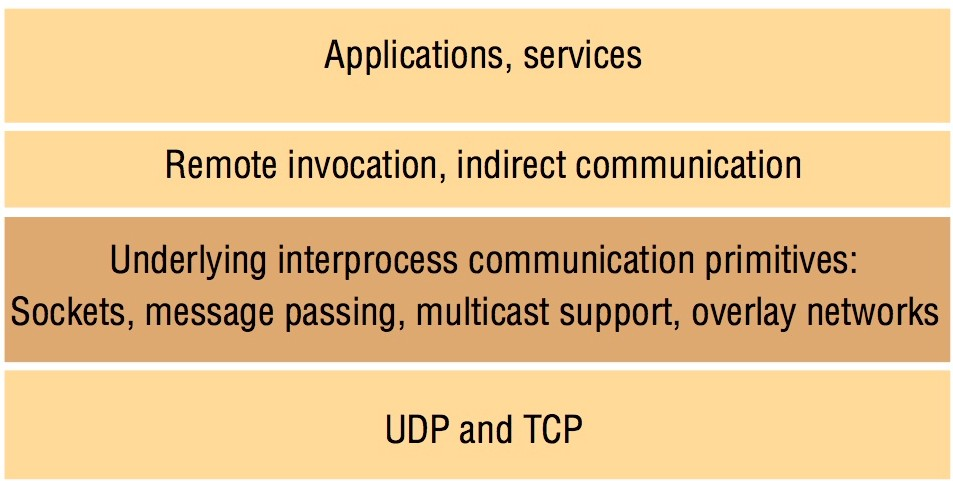 Applications, services
Remote invocation, indirect communication
Underlying interprocess communication primitives:
Sockets, message passing, multicast support, overlay networks
UDP and TCP